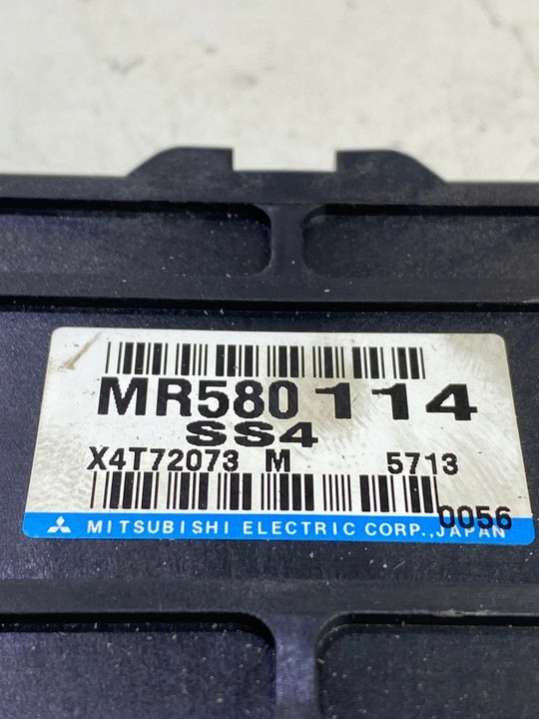 MR580114
SS4
X4T72073 M 5713
0056
MITSUBISHI ELECTRIC CORP.,JAPAN